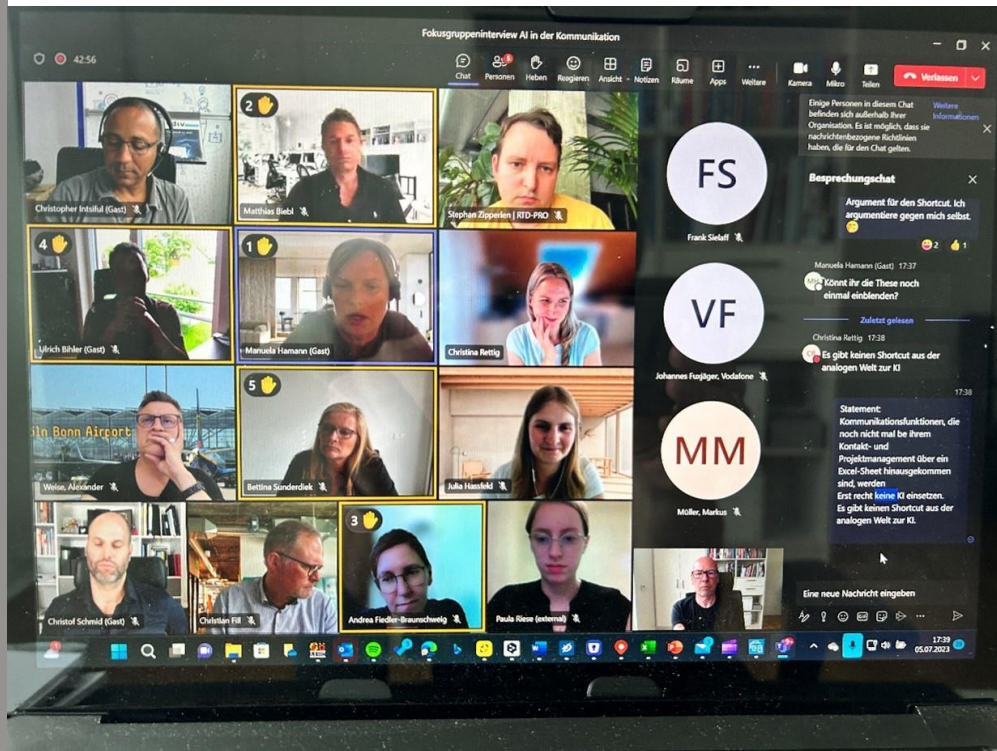 Fokusgruppeninterview AI in der Kommunikation
42:56
Chat
Personen
8
Heben
Reagieren
Ansicht
Notizen
Räume
Apps
Weitere
Kamera
Mikro
Teilen
Verlassen
Christopher Intsiful (Gast)
2
Matthias Biebl
Stephan Zipperlen | RTD-PRO
FS
Frank Sielaff
4
Ulrich Bihler (Gast)
1
Manuela Hamann (Gast)
Christina Rettig
VF
Johannes Fuxjäger, Vodafone
öln Bonn Airport
Weise, Alexander
5
Bettina Sunderdiek
Julia Hassfeld
MM
Müller, Markus
Christof Schmid (Gast)
Christian Fill
3
Andrea Fiedler-Braunschweig
Paula Riese (external)
Einige Personen in diesem Chat
befinden sich außerhalb Ihrer
Organisation. Es ist möglich, dass sie
nachrichtenbezogene Richtlinien
haben, die für den Chat gelten.
Weitere
Informationen
Besprechungschat
Argument für den Shortcut. Ich
argumentiere gegen mich selbst.
2
1
Manuela Hamann (Gast) 17:37
Könnt ihr die These noch
einmal einblenden?
Zuletzt gelesen
Christina Rettig 17:38
Es gibt keinen Shortcut aus der
analogen Welt zur KI
17:38
Statement:
Kommunikationsfunktionen, die
noch nicht mal be ihrem
Kontakt- und
Projektmanagement über ein
Excel-Sheet hinausgekommen
sind, werden
Erst recht keine KI einsetzen.
Es gibt keinen Shortcut aus der
analogen Welt zur KI.
Eine neue Nachricht eingeben
17:39
05.07.2023